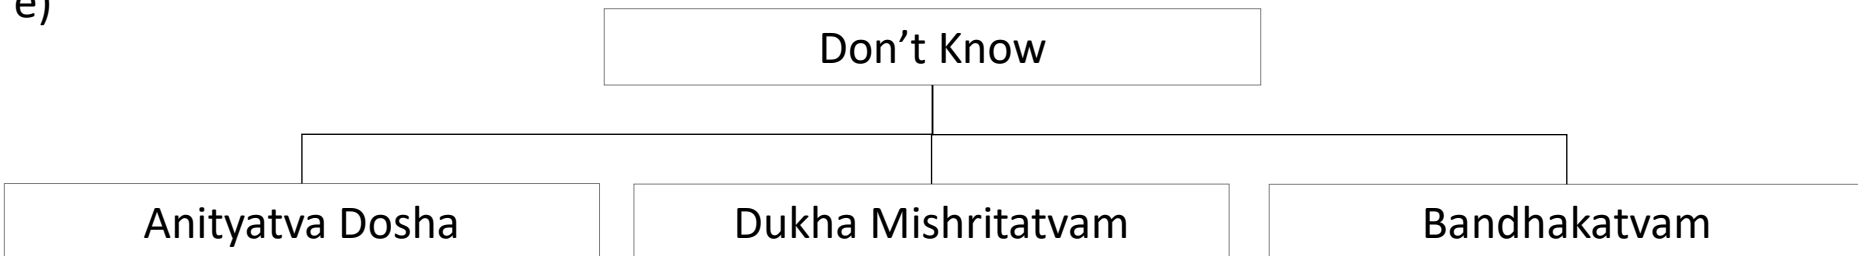 e)
Don’t Know
Anityatva Dosha
Dukha Mishritatvam
Bandhakatvam